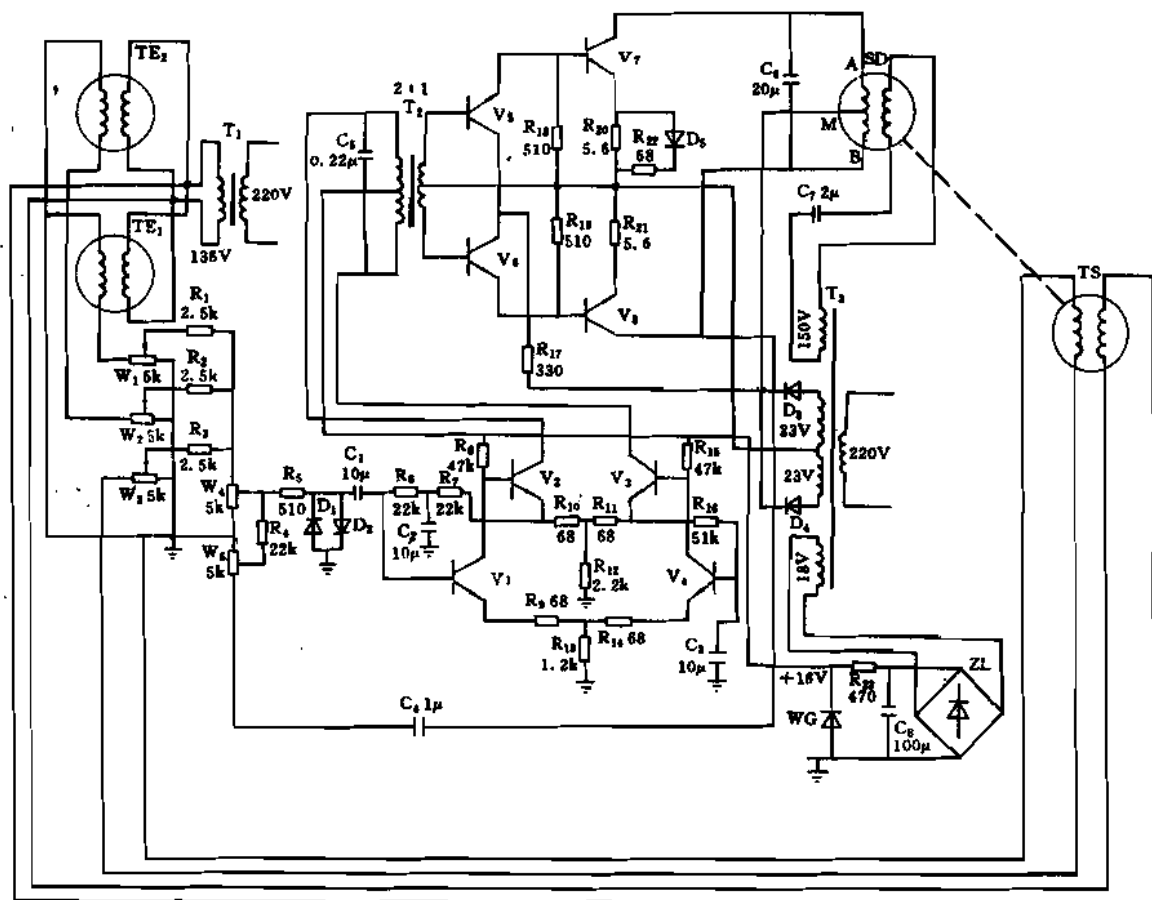 TE₂
TE₁
T₁
220V
135V
R₁
2.5k
R₂
2.5k
R₃
2.5k
W₁ 5k
W₂ 5k
W₃ 5k
W₄
5k
W₅
5k
R₄
22k
R₅
510
D₁
D₂
C₁
10μ
R₆
22k
R₇
22k
C₂
10μ
2:1
T₂
C₅
0.22μ
V₅
V₆
V₇
V₈
R₁₈
510
R₁₉
510
R₂₀
5.6
R₂₁
5.6
R₂₂
68
D₅
R₁₇
330
C₆
20μ
A
M
B
SD
C₇ 2μ
T₃
150V
D₃
23V
23V
D₄
18V
220V
TS
R₈
47k
V₂
V₃
R₁₅
47k
R₁₀
68
R₁₁
68
R₁₆
51k
R₁₂
2.2k
V₁
V₄
R₉ 68
R₁₄ 68
R₁₃
1.2k
C₃
10μ
C₄ 1μ
R₂₃
470
WG
C₈
100μ
ZL